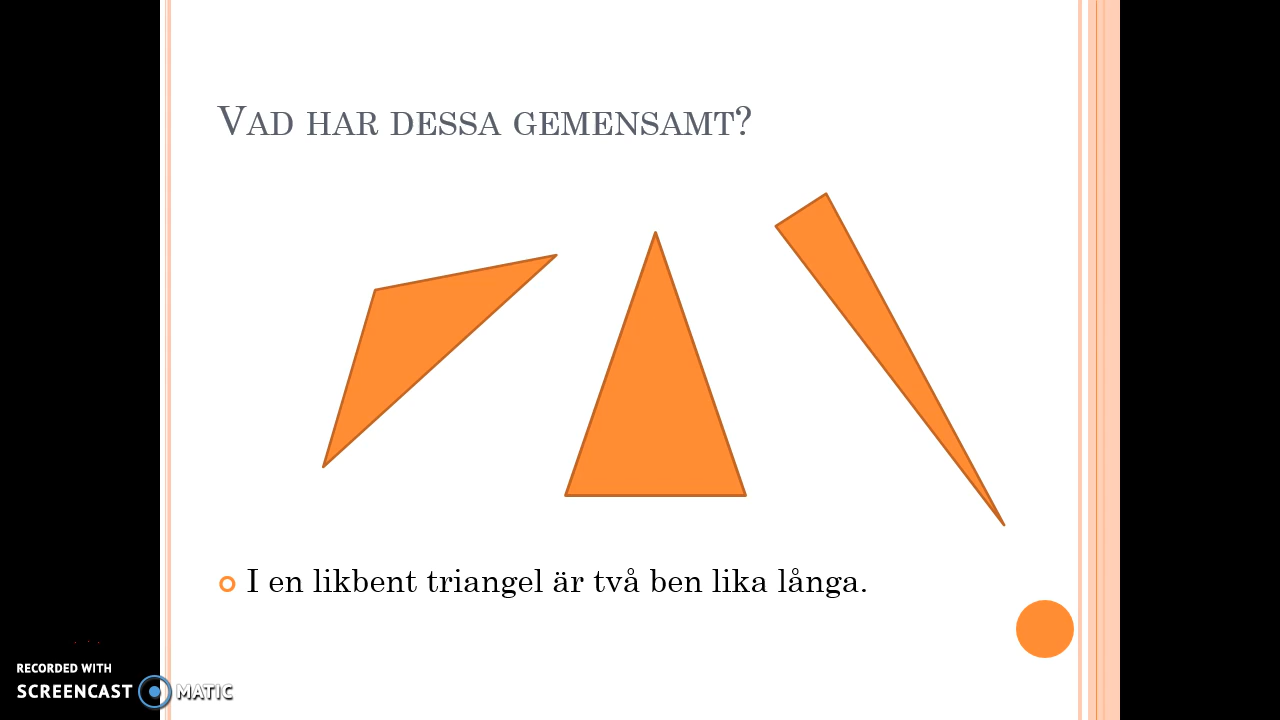 Vad har dessa gemensamt?
I en likbent triangel är två ben lika långa.
RECORDED WITH
SCREENCAST MATIC